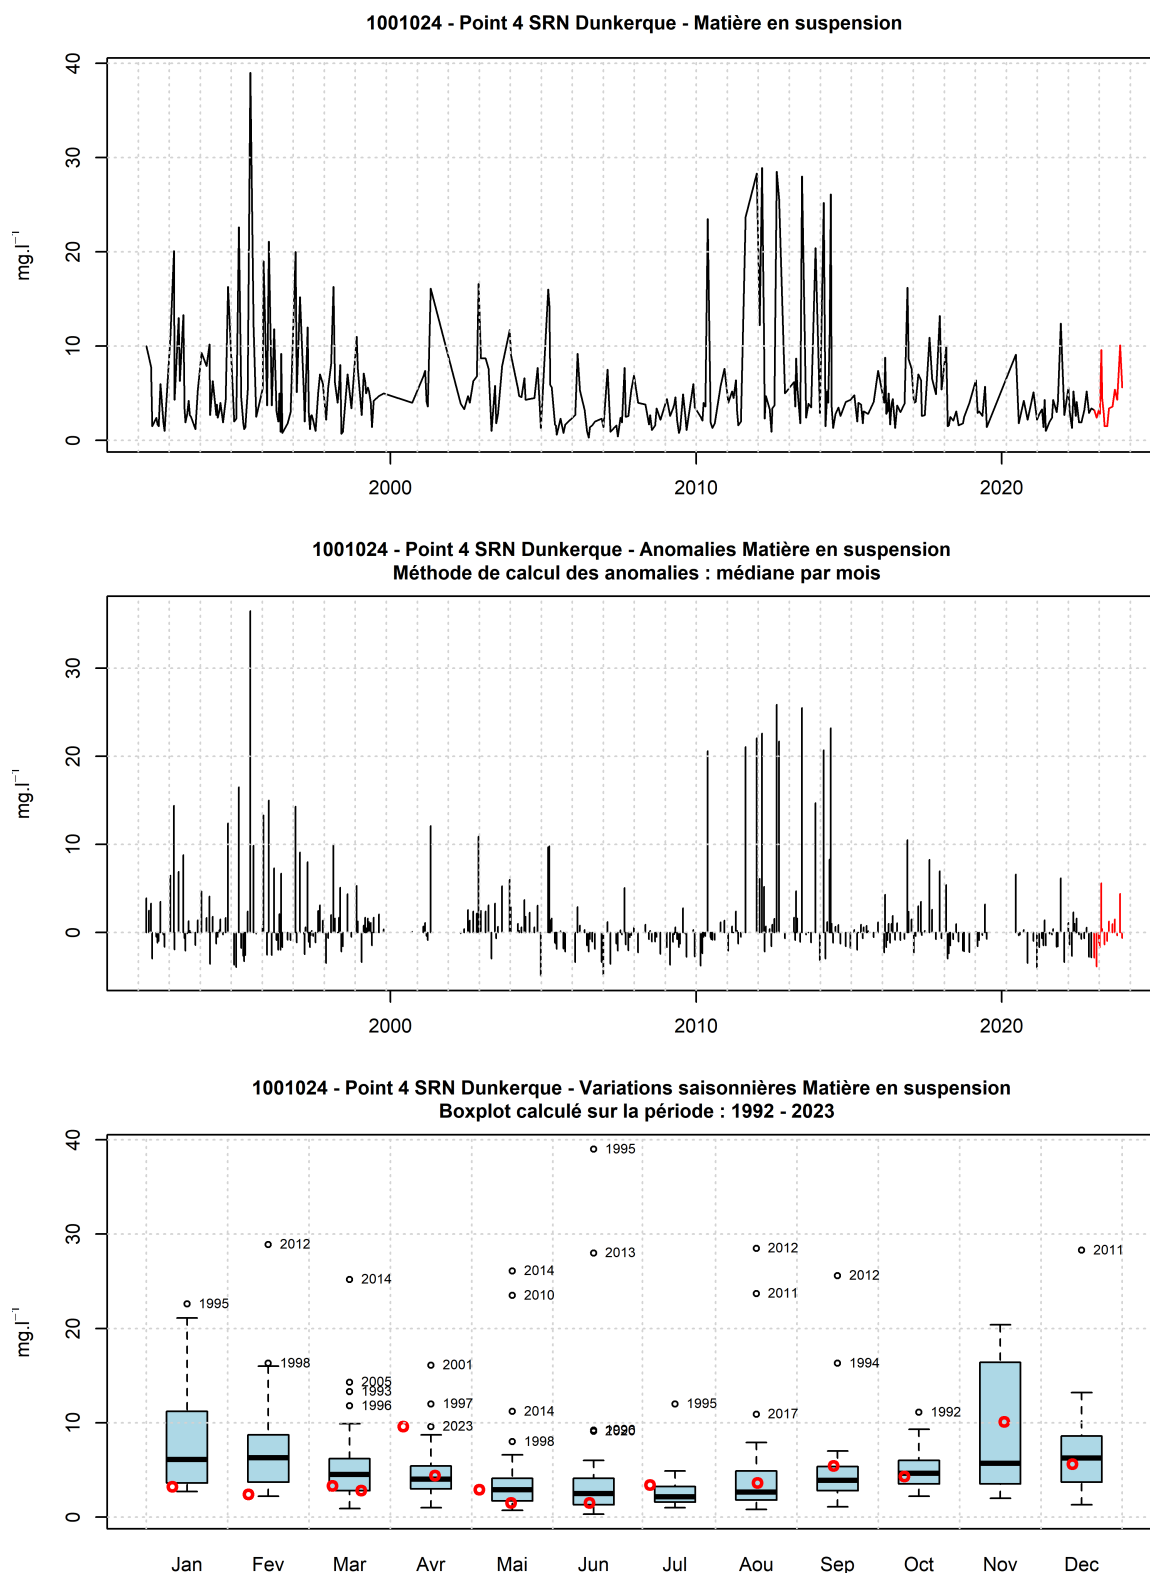 1001024 - Point 4 SRN Dunkerque - Matière en suspension
40
30
20
10
0
mg.l⁻¹
2000
2010
2020
1001024 - Point 4 SRN Dunkerque - Anomalies Matière en suspension
Méthode de calcul des anomalies : médiane par mois
30
20
10
0
mg.l⁻¹
2000
2010
2020
1001024 - Point 4 SRN Dunkerque - Variations saisonnières Matière en suspension
Boxplot calculé sur la période : 1992 - 2023
40
30
20
10
0
mg.l⁻¹
1995
2012
1998
2014
2005
1993
1996
2001
1997
2023
2014
2010
2014
1998
1995
2013
2020
1995
2012
2011
2017
2012
1994
1992
2011
Jan
Fev
Mar
Avr
Mai
Jun
Jul
Aou
Sep
Oct
Nov
Dec